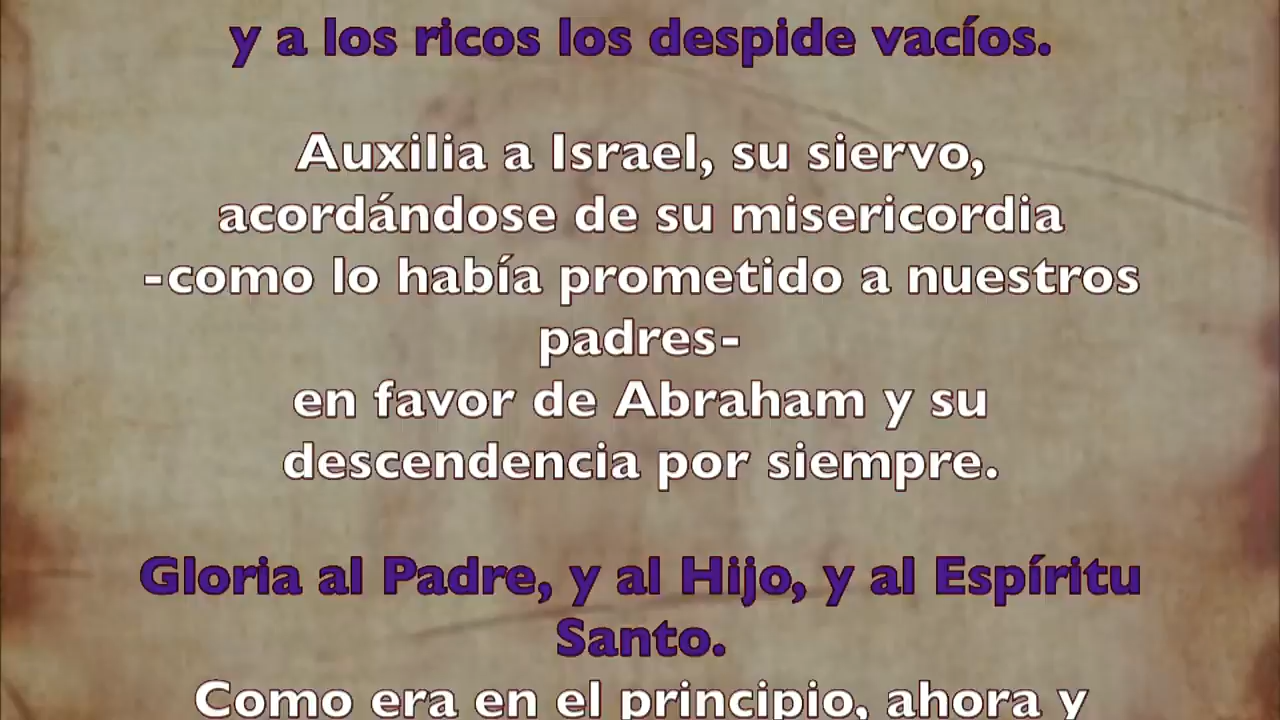 y a los ricos los despide vacíos.
Auxilia a Israel, su siervo,
acordándose de su misericordia
-como lo había prometido a nuestros
padres-
en favor de Abraham y su
descendencia por siempre.
Gloria al Padre, y al Hijo, y al Espíritu
Santo.
Como era en el principio, ahora y